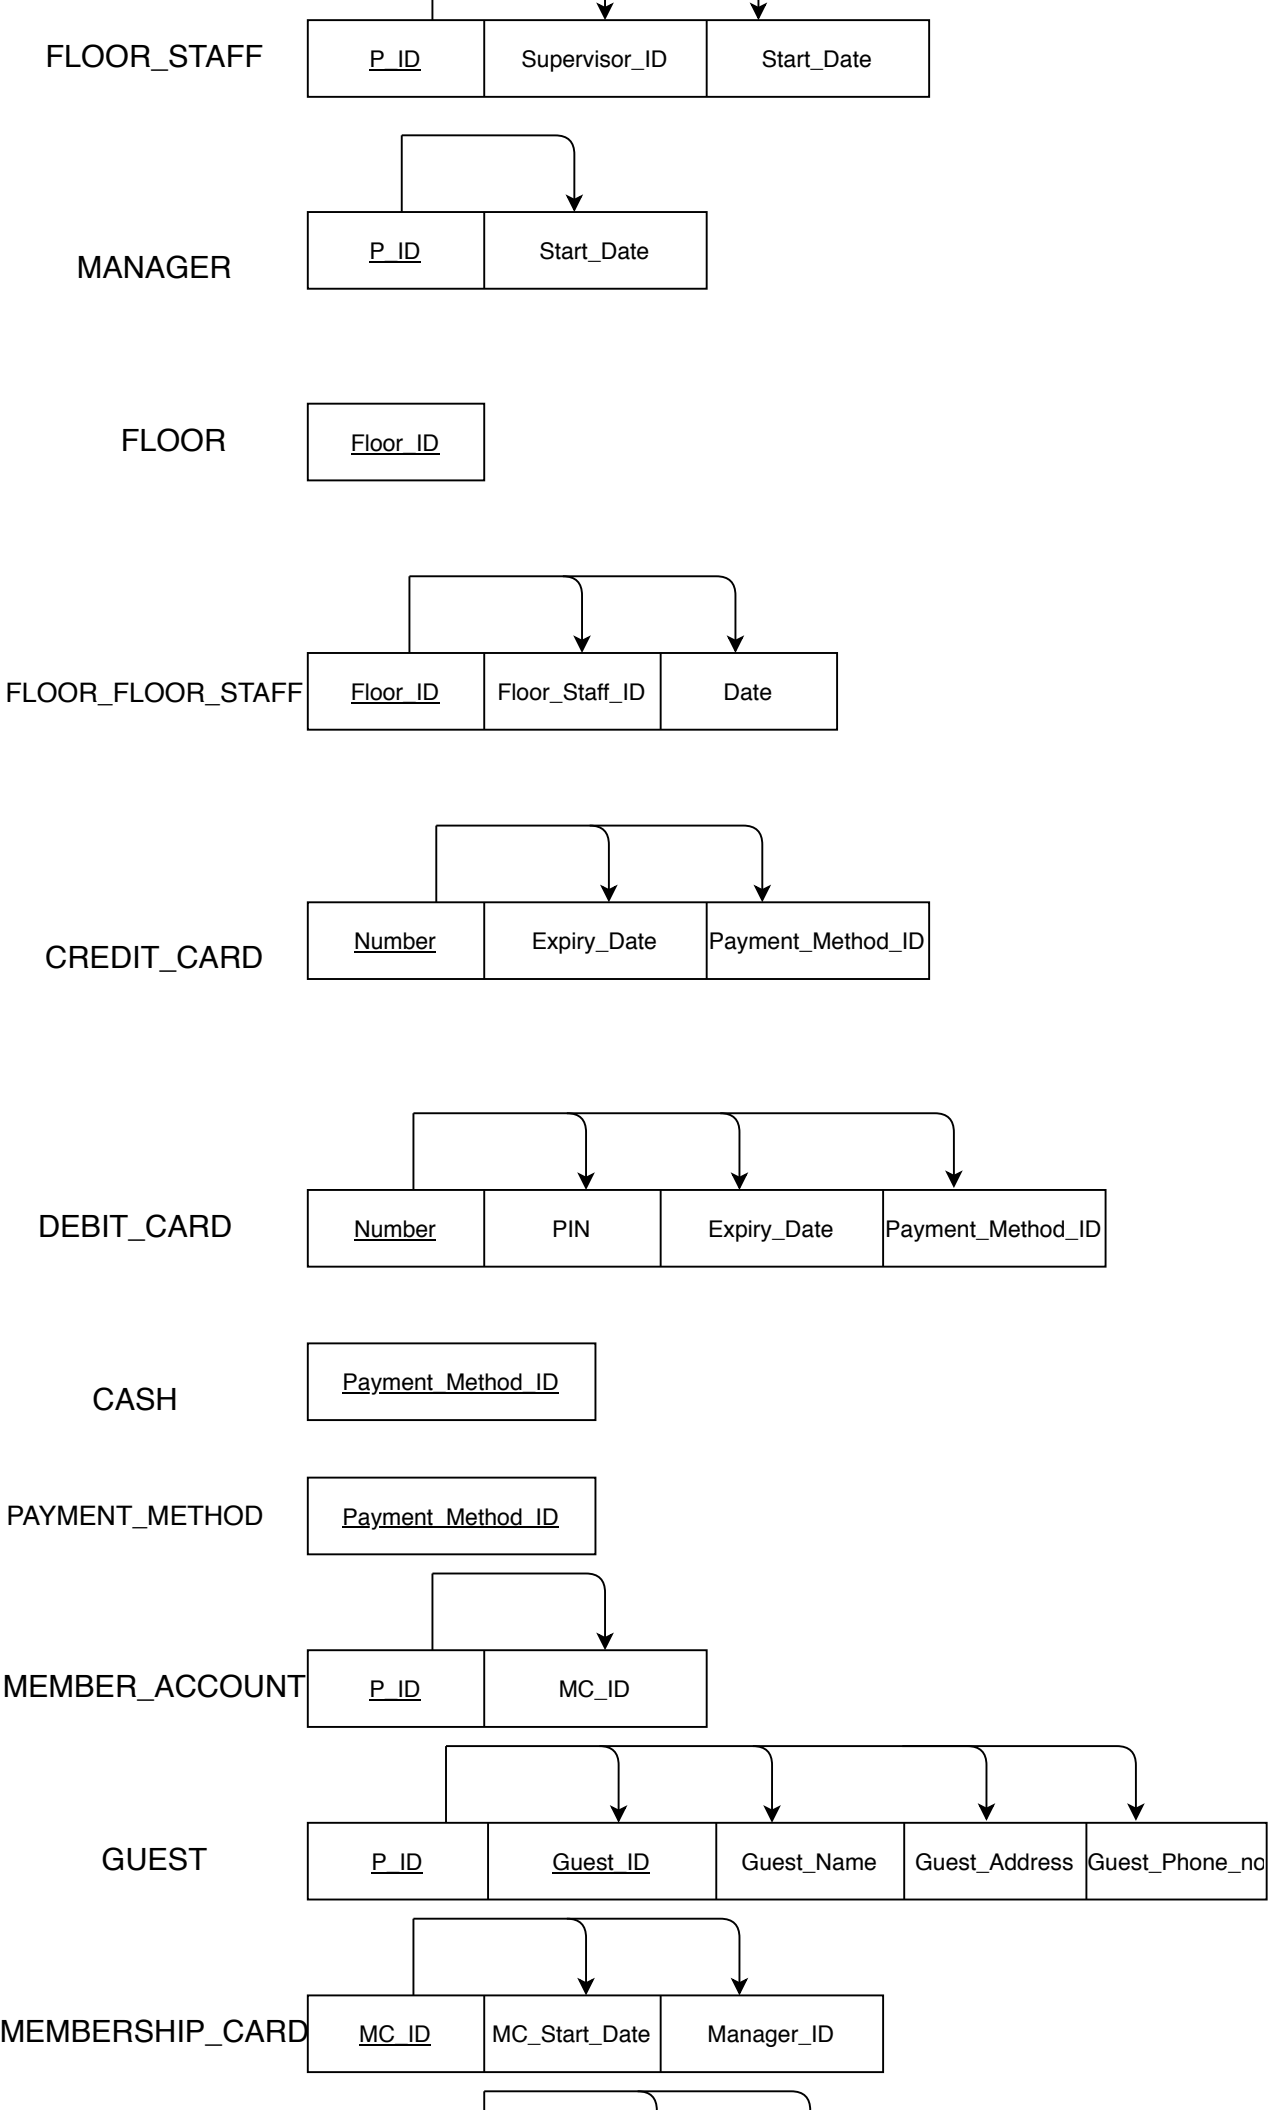 FLOOR_STAFF P_ID Supervisor_ID Start_Date
MANAGER P_ID Start_Date
FLOOR Floor_ID
FLOOR_FLOOR_STAFF Floor_ID Floor_Staff_ID Date
CREDIT_CARD Number Expiry_Date Payment_Method_ID
DEBIT_CARD Number PIN Expiry_Date Payment_Method_ID
CASH Payment_Method_ID
PAYMENT_METHOD Payment_Method_ID
MEMBER_ACCOUNT P_ID MC_ID
GUEST P_ID Guest_ID Guest_Name Guest_Address Guest_Phone_no
MEMBERSHIP_CARD MC_ID MC_Start_Date Manager_ID